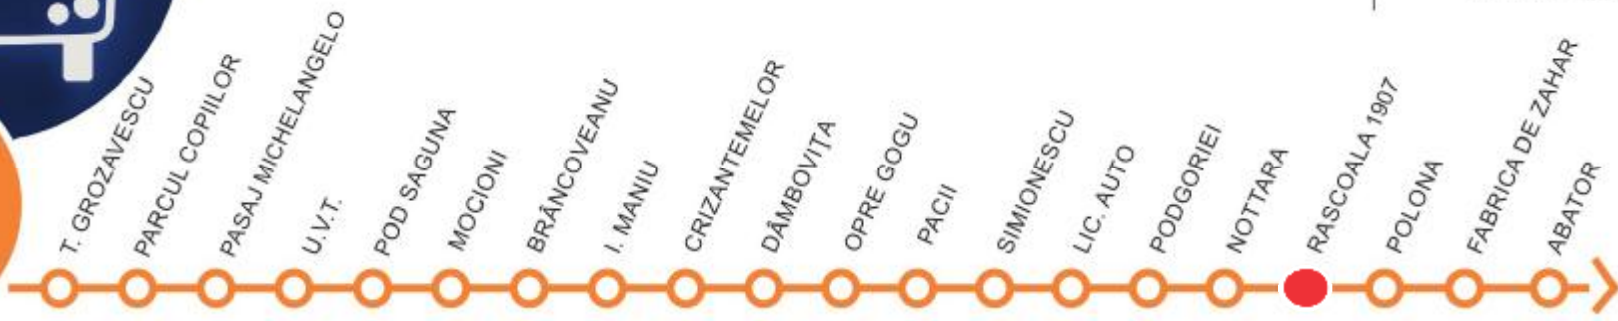 T. GROZAVESCU
PARCUL COPIILOR
PASAJ MICHELANGELO
U.V.T.
POD SAGUNA
MOCIONI
BRÂNCOVEANU
I. MANIU
CRIZANTEMELOR
DÂMBOVIȚA
OPRE GOGU
PACII
SIMIONESCU
LIC. AUTO
PODGORIEI
NOTTARA
RASCOALA 1907
POLONA
FABRICA DE ZAHAR
ABATOR